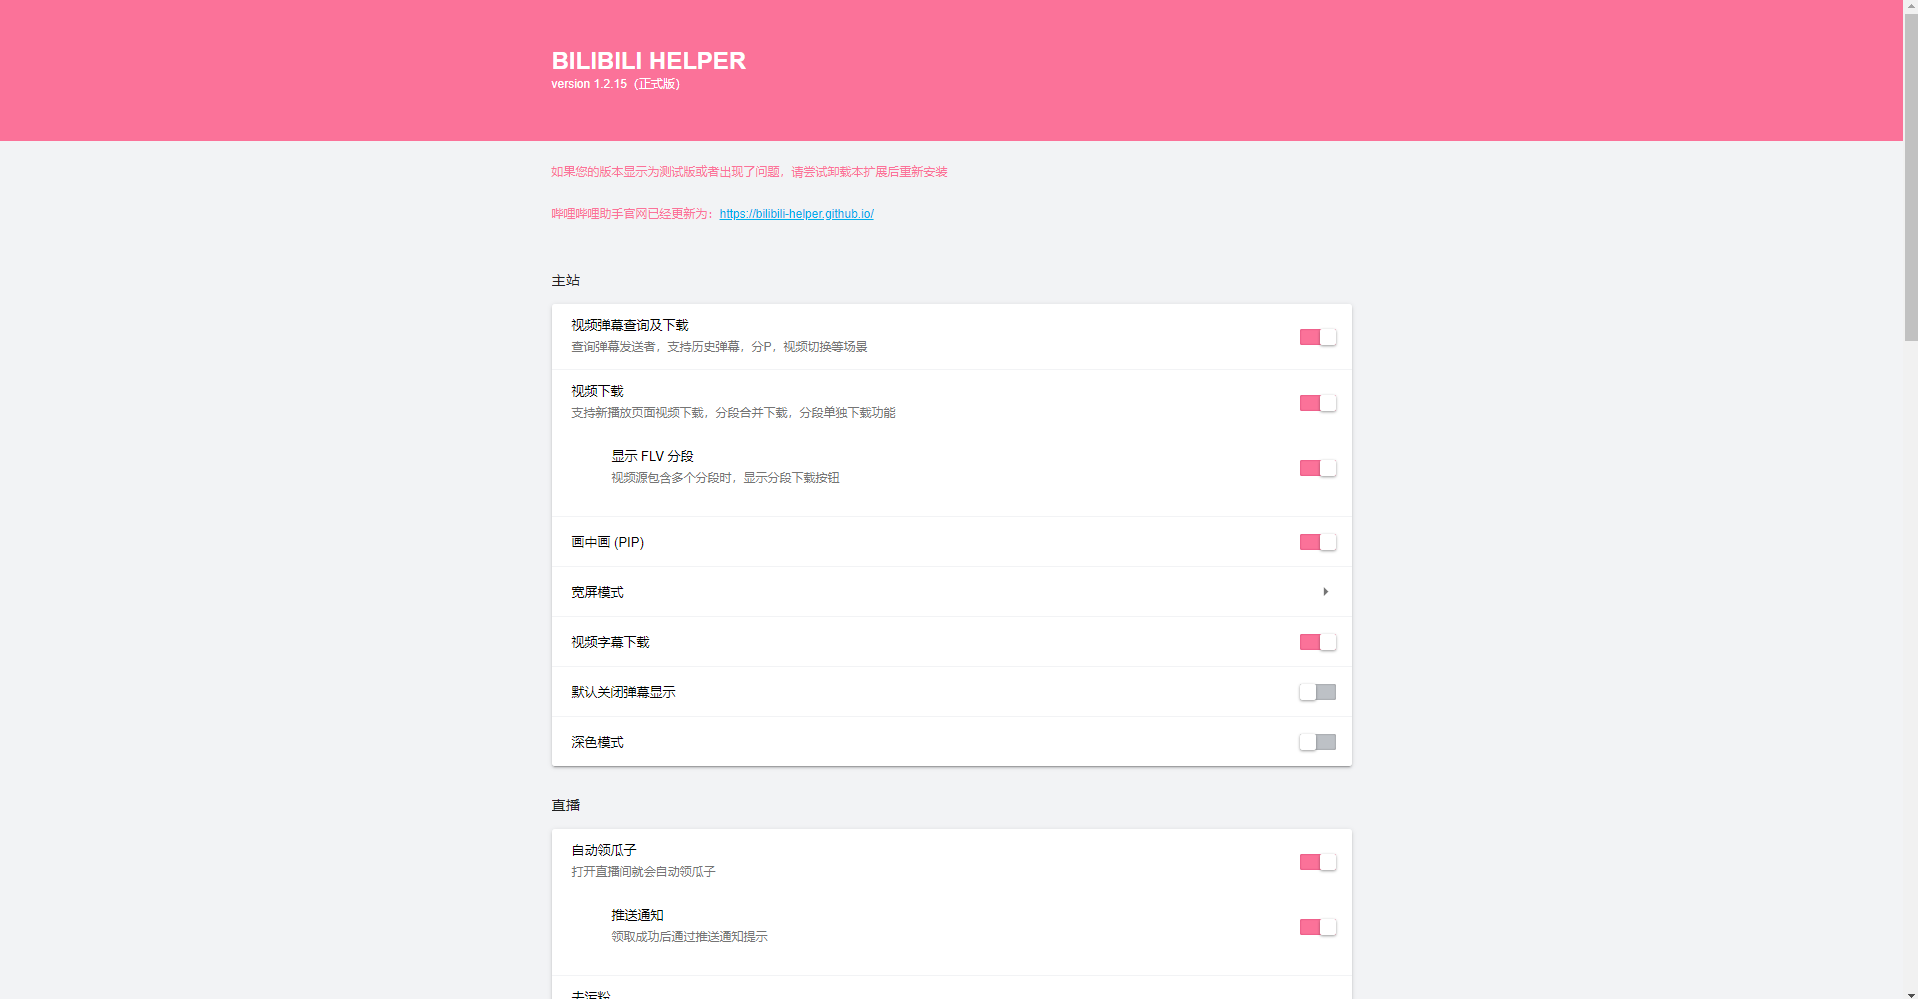 BILIBILI HELPER
version 1.2.15（正式版）
如果您的版本显示为测试版或者出现了问题，请尝试卸载本扩展后重新安装
哔哩哔哩助手官网已经更新为：https://bilibili-helper.github.io/
主站
视频弹幕查询及下载
查询弹幕发送者，支持历史弹幕，分P，视频切换等场景
视频下载
支持新播放页面视频下载，分段合并下载，分段单独下载功能
显示 FLV 分段
视频源包含多个分段时，显示分段下载按钮
画中画 (PIP)
宽屏模式
视频字幕下载
默认关闭弹幕显示
深色模式
直播
自动领瓜子
打开直播间就会自动领瓜子
推送通知
领取成功后通过推送通知提示
去污粉